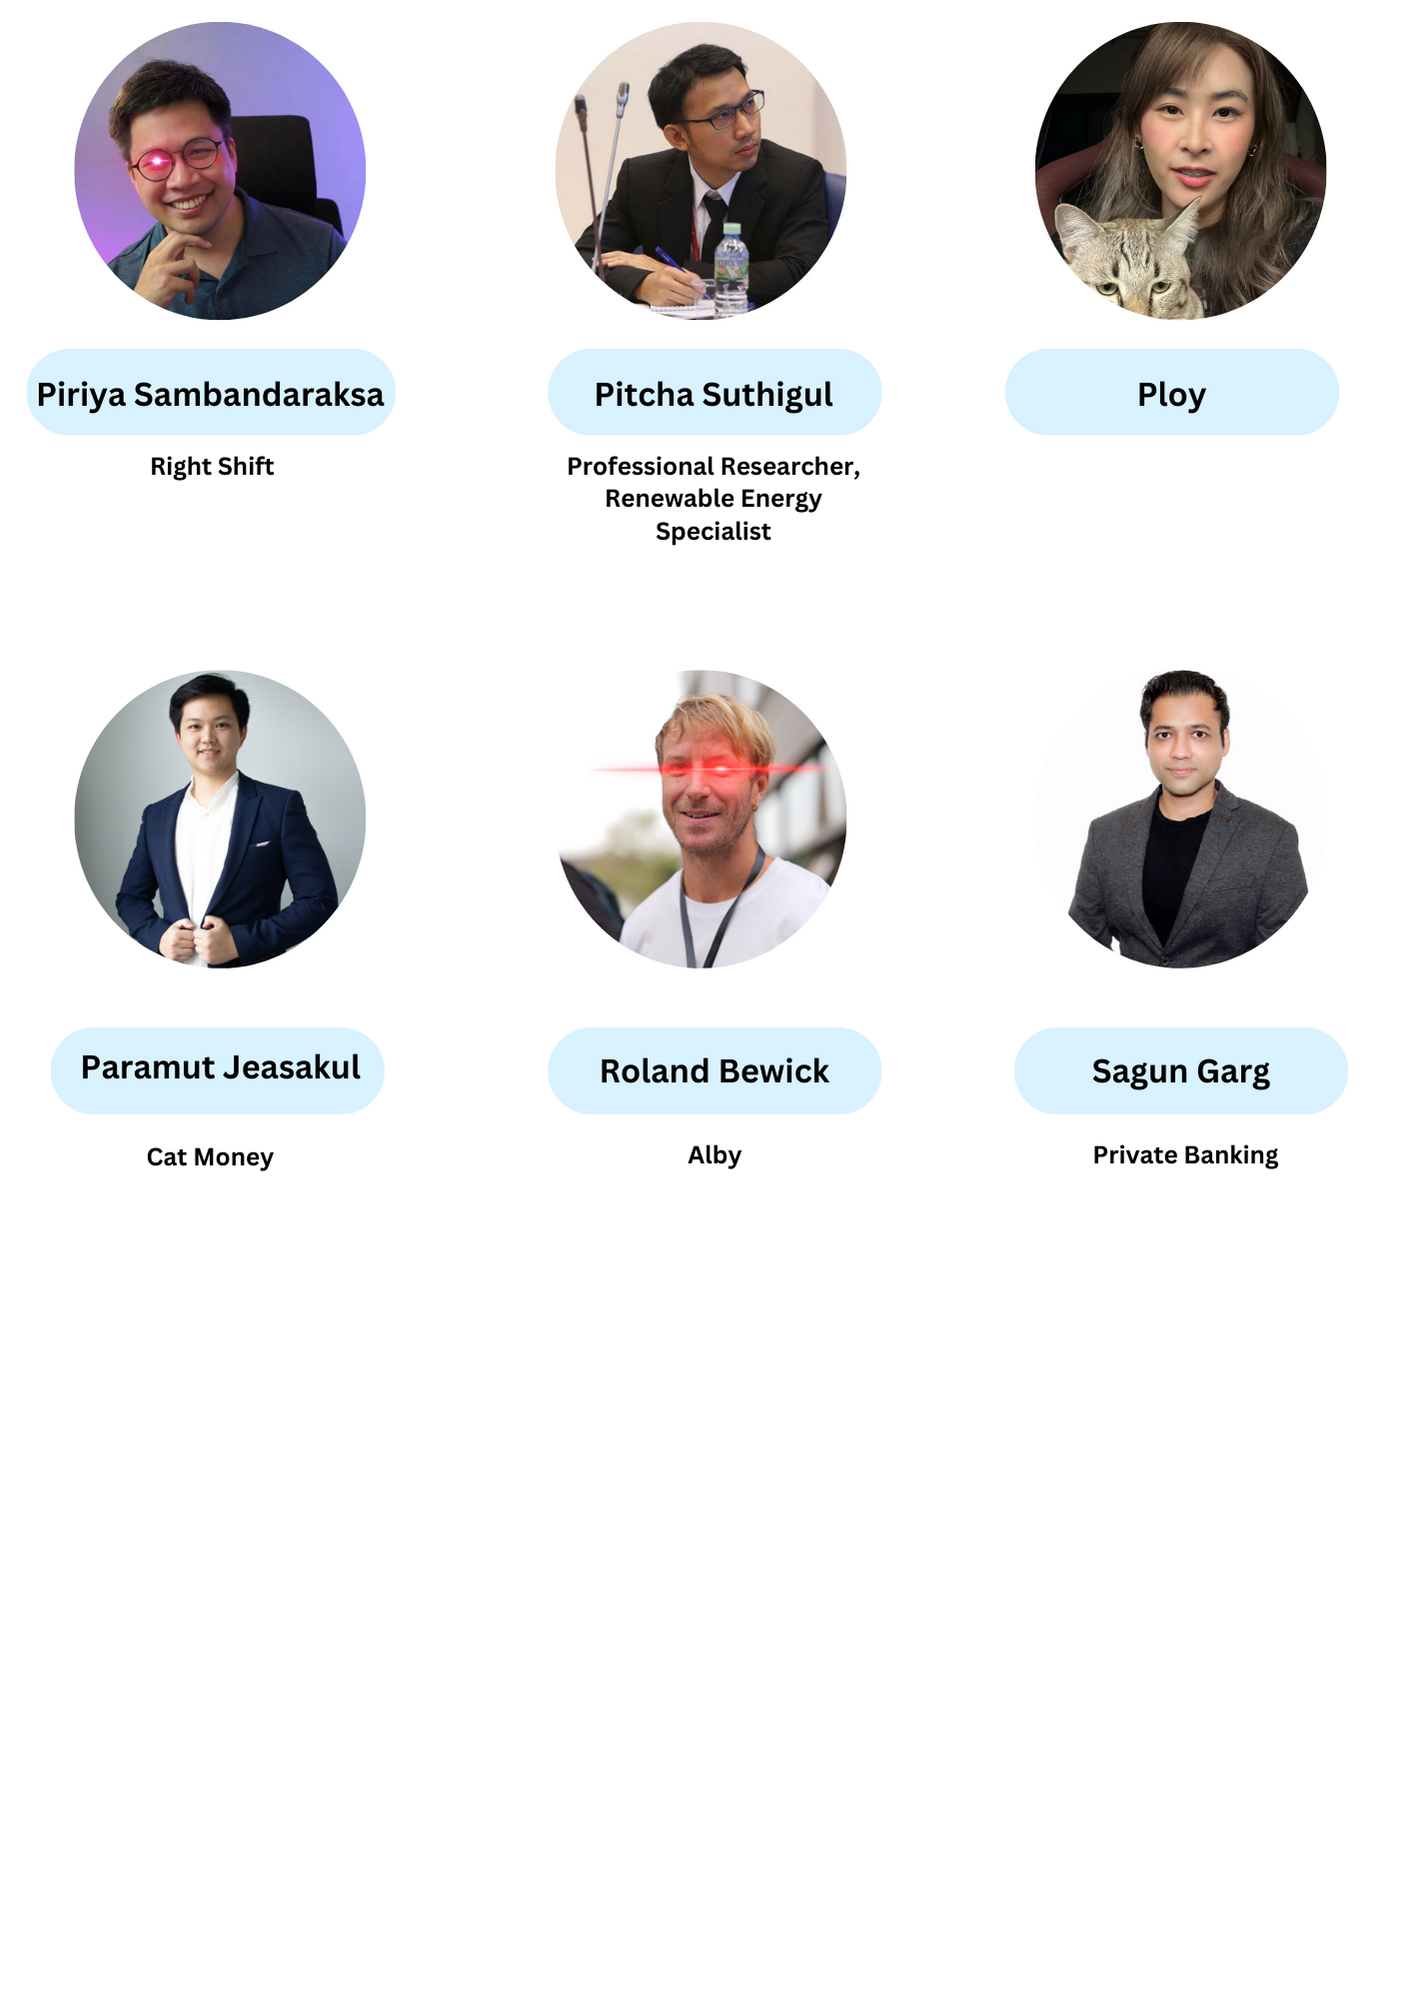 Piriya Sambandaraksa
Pitcha Suthigul
Ploy
Right Shift
Professional Researcher,
Renewable Energy
Specialist
Paramut Jeasakul
Roland Bewick
Sagun Garg
Cat Money
Alby
Private Banking